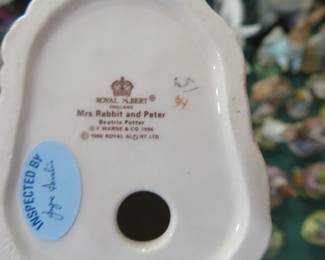 ROYAL ALBERT®
ENGLAND
Mrs Rabbit and Peter
Beatrix Potter
© F. WARNE & CO 1996
© 1996 ROYAL ALBERT LTD
INSPECTED BY